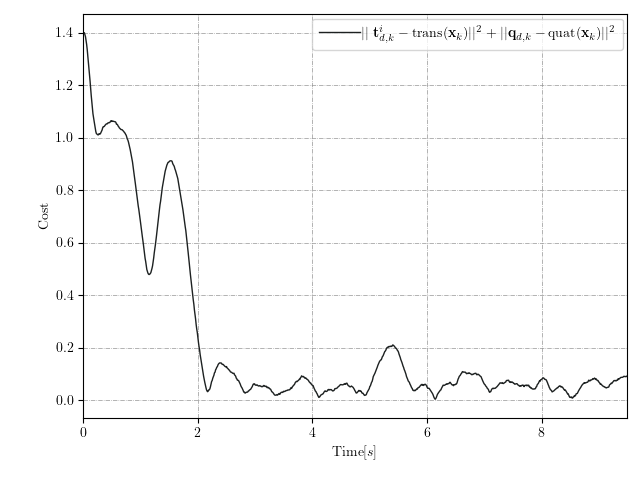 || t^i_{d,k} − trans(x_k)||² + ||q_{d,k} − quat(x_k)||²
1.4
1.2
1.0
0.8
0.6
0.4
0.2
0.0
Cost
0 2 4 6 8
Time[s]